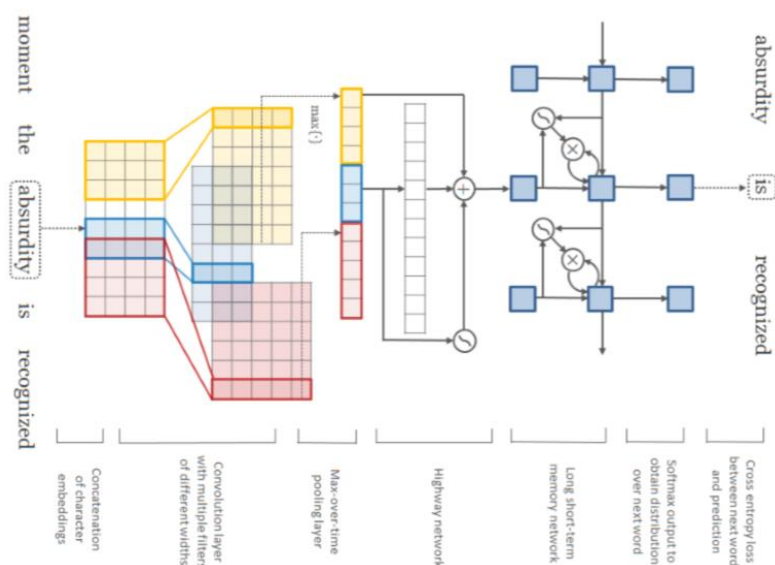 absurdity is recognized
Cross entropy loss
between next word
and prediction
Softmax output to
obtain distribution
over next word
Long short-term
memory network
Highway network
max{·}
Max-over-time
pooling layer
Convolution layer
with multiple filters
of different widths
Concatenation
of character
embeddings
moment the absurdity is recognized